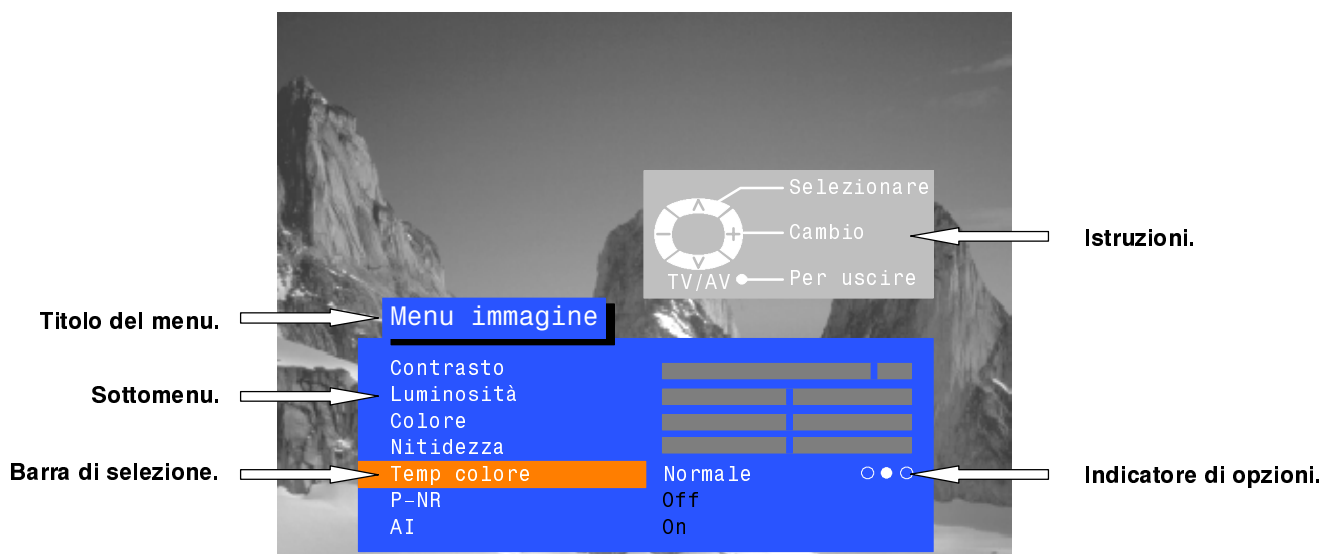 Selezionare
Cambio
Istruzioni.
TV/AV Per uscire
Titolo del menu.
Menu immagine
Contrasto
Sottomenu.
Luminosità
Colore
Nitidezza
Barra di selezione.
Temp colore Normale
Indicatore di opzioni.
P-NR Off
AI On